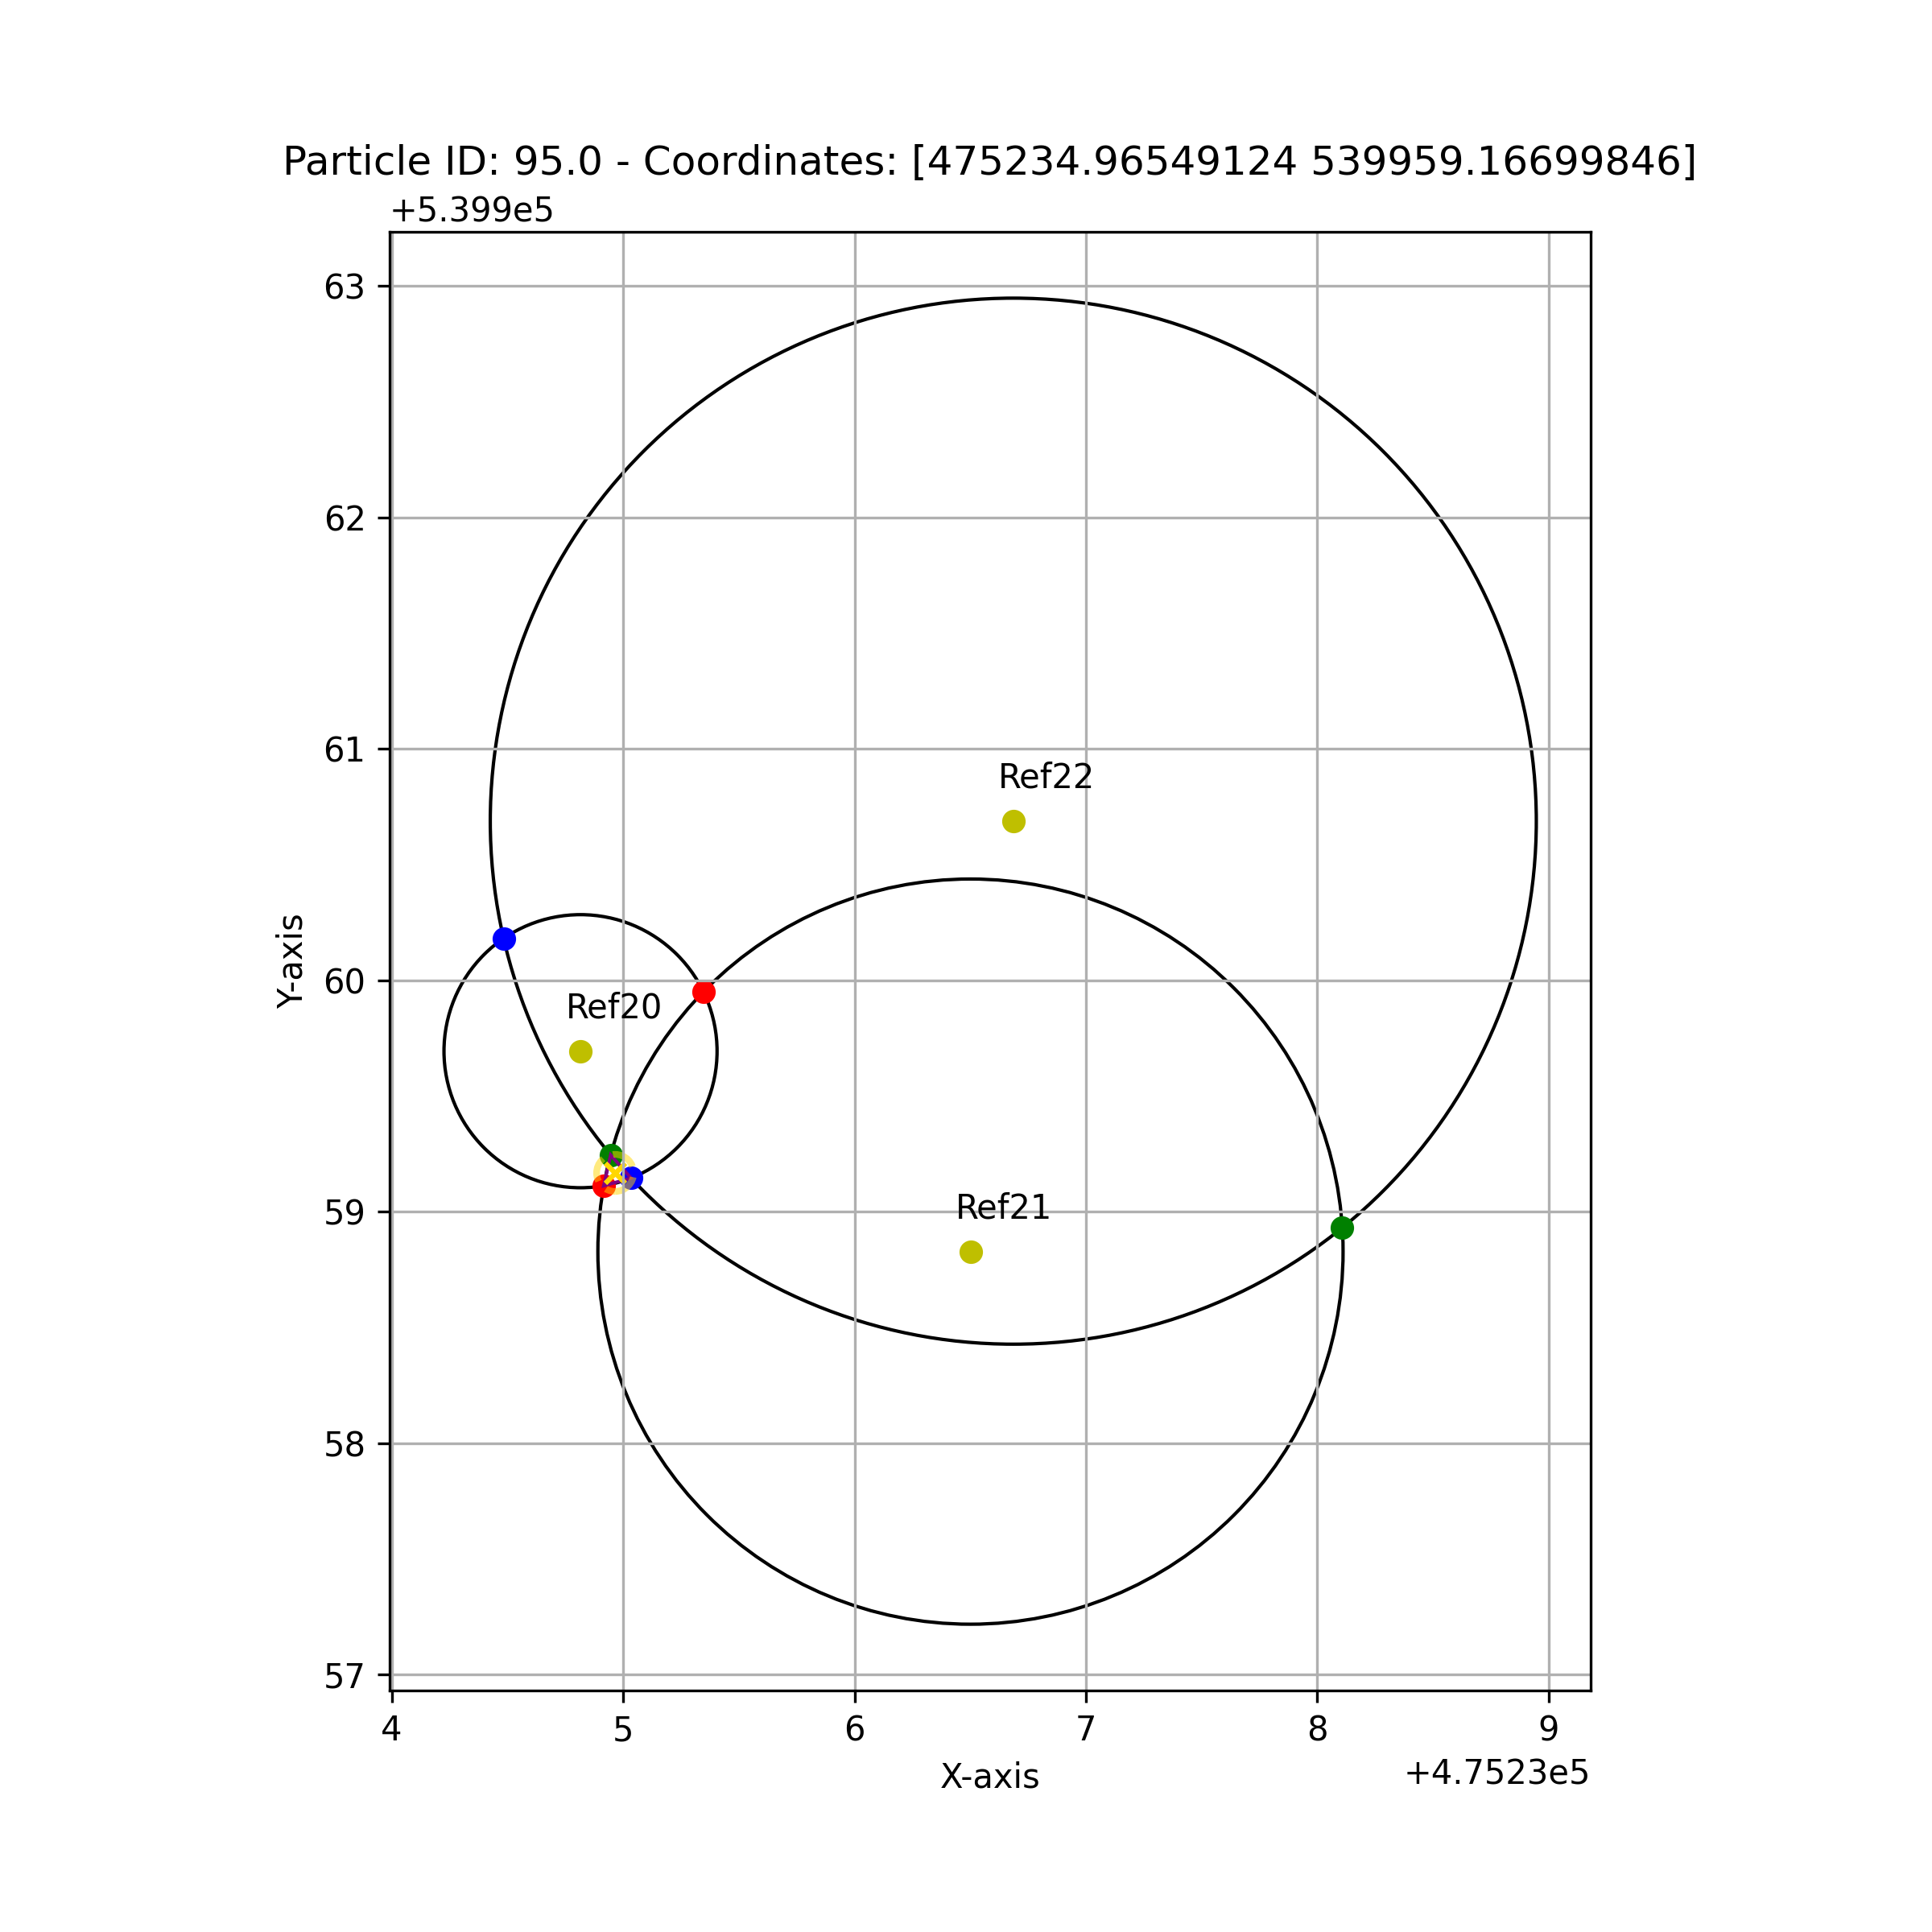 Particle ID: 95.0 - Coordinates: [475234.96549124 539959.16699846]
+5.399e5
63
62
61
60
59
58
57
Y-axis
Ref22
Ref20
Ref21
4 5 6 7 8 9
X-axis
+4.7523e5